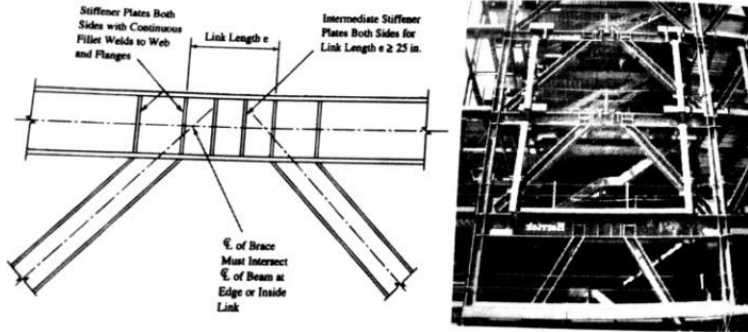 Stiffener Plates Both
Sides with Continuous
Fillet Welds to Web
and Flanges
Link Length e
Intermediate Stiffener
Plates Both Sides for
Link Length e ≥ 25 in.
℄ of Brace
Must Intersect
℄ of Beam at
Edge or Inside
Link
Herrick